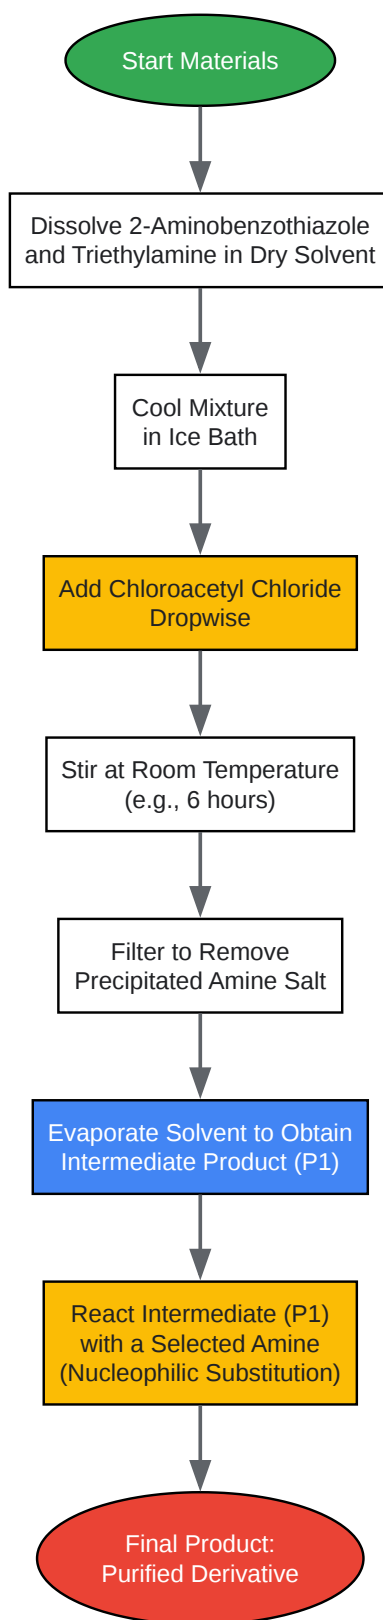 Start Materials
Dissolve 2-Aminobenzothiazole
and Triethylamine in Dry Solvent
Cool Mixture
in Ice Bath
Add Chloroacetyl Chloride
Dropwise
Stir at Room Temperature
(e.g., 6 hours)
Filter to Remove
Precipitated Amine Salt
Evaporate Solvent to Obtain
Intermediate Product (P1)
React Intermediate (P1)
with a Selected Amine
(Nucleophilic Substitution)
Final Product:
Purified Derivative